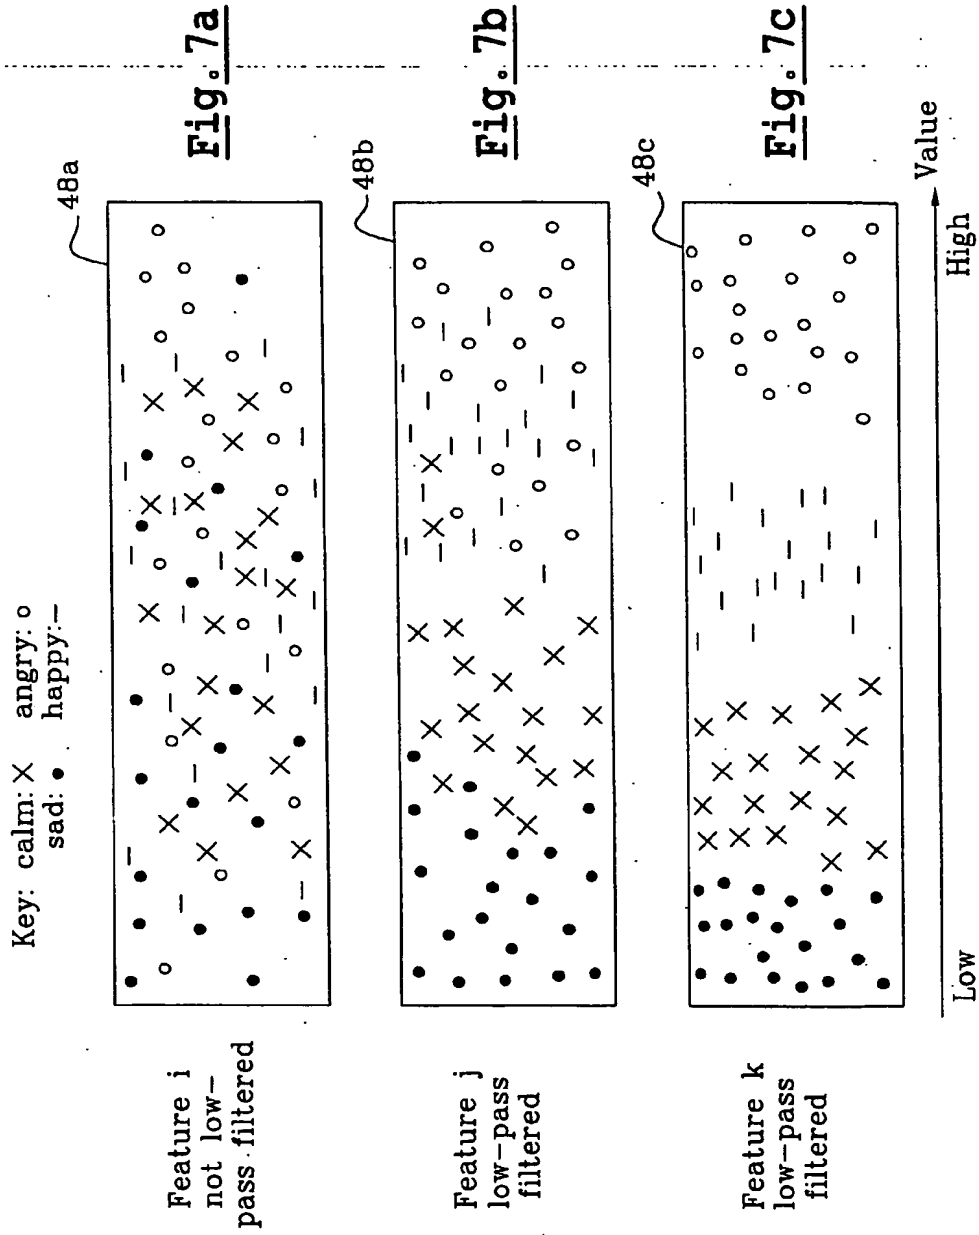 Key: calm: X angry: o
sad: ● happy:–
Feature i
not low-
pass filtered
48a
Fig. 7a
Feature j
low-pass
filtered
48b
Fig. 7b
Feature k
low-pass
filtered
48c
Fig. 7c
Low
High
Value